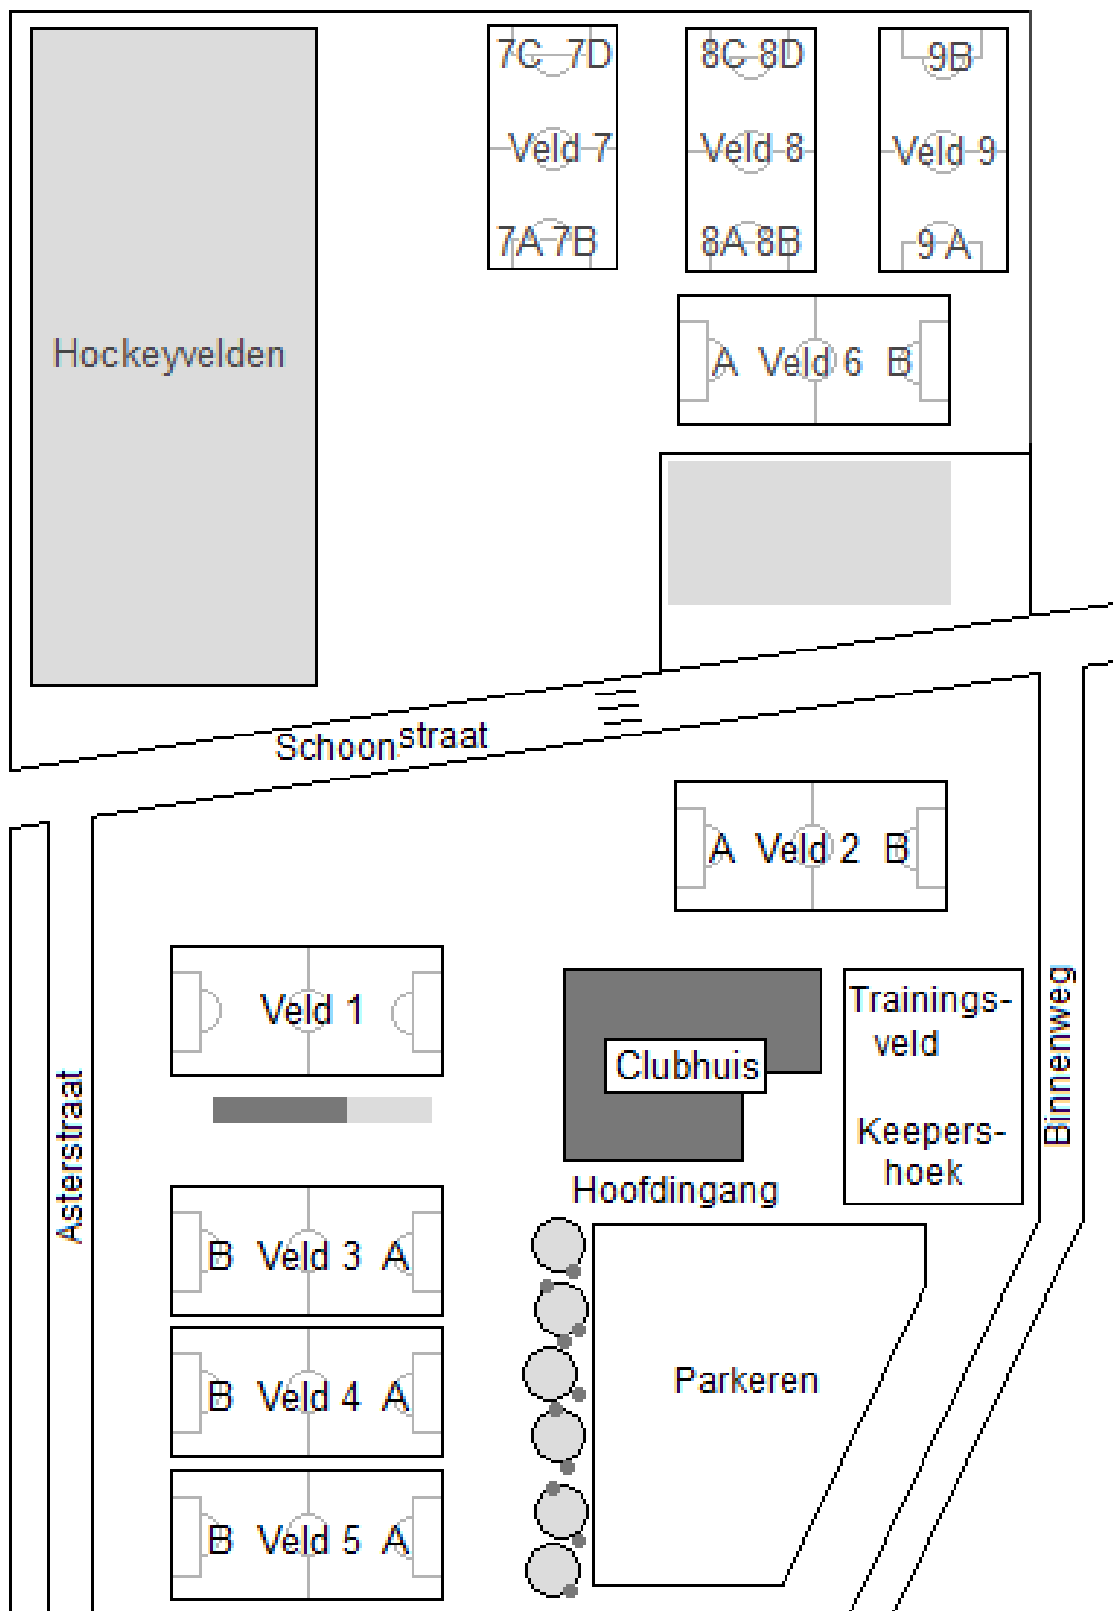 7C 7D
8C 8D
9B
Veld 7
Veld 8
Veld 9
7A 7B
8A 8B
9 A
Hockeyvelden
A Veld 6 B
Schoonstraat
A Veld 2 B
Veld 1
Clubhuis
Trainings-
veld
Keepers-
hoek
Binnenweg
Asterstraat
Hoofdingang
B Veld 3 A
B Veld 4 A
Parkeren
B Veld 5 A